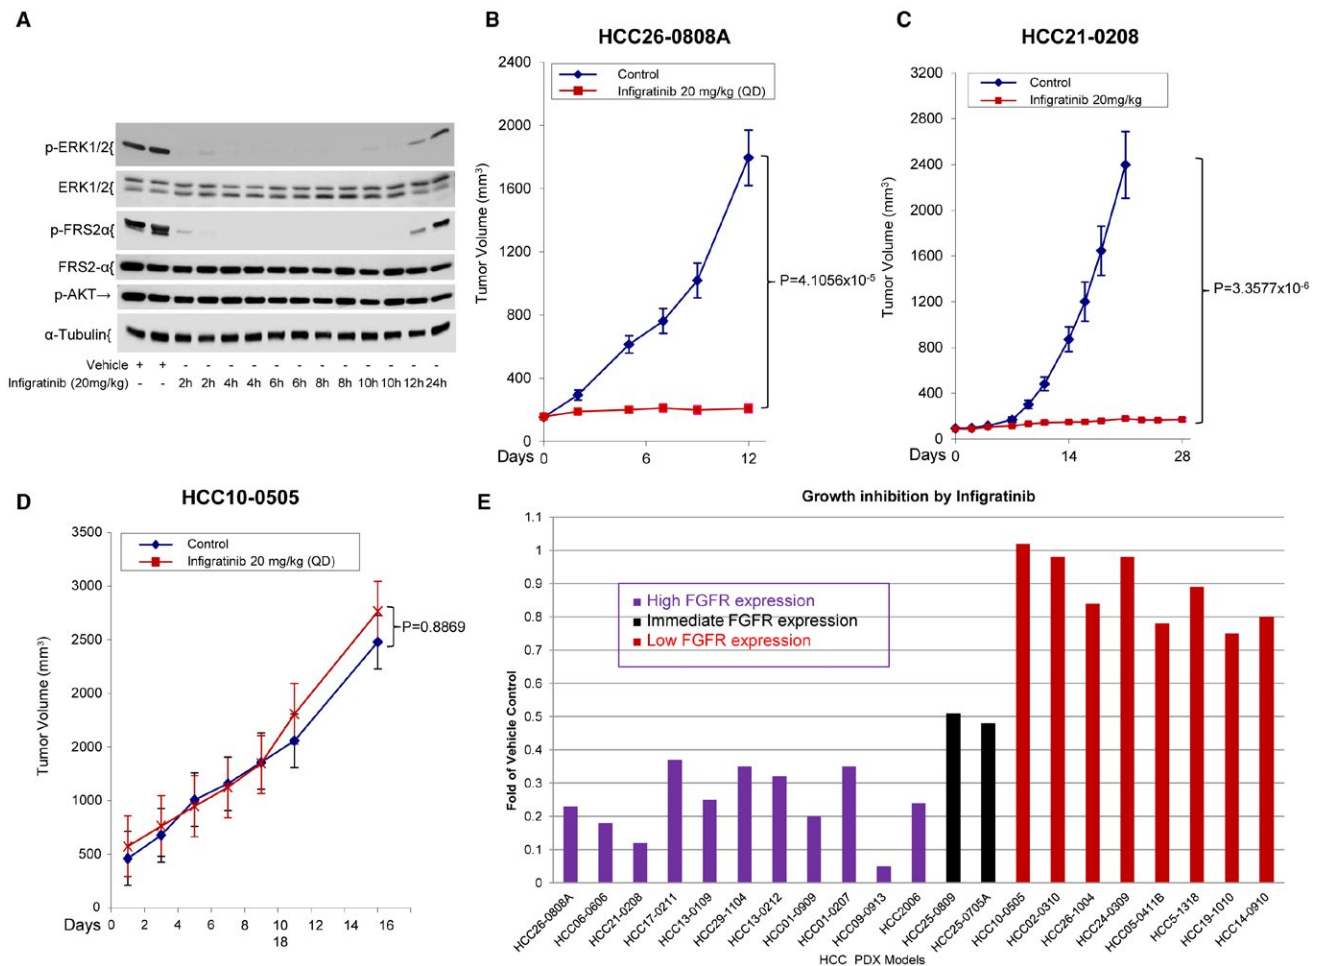 A
p-ERK1/2{
ERK1/2{
p-FRS2α{
FRS2-α{
p-AKT→
α-Tubulin{
Vehicle + + - - - - - - - - - - - -
Infigratinib (20mg/kg) - - 2h 2h 4h 4h 6h 6h 8h 8h 10h 10h 12h 24h
B
HCC26-0808A
Control
Infigratinib 20 mg/kg (QD)
Tumor Volume (mm³)
2400
2000
1600
1200
800
400
0
P=4.1056x10⁻⁵
Days 0 6 12
C
HCC21-0208
Control
Infigratinib 20mg/kg
Tumor Volume (mm³)
3200
2800
2400
2000
1600
1200
800
400
0
P=3.3577x10⁻⁶
Days 0 14 28
D
HCC10-0505
Control
Infigratinib 20 mg/kg (QD)
Tumor Volume (mm³)
3500
3000
2500
2000
2000
1000
500
0
P=0.8869
Days 0 2 4 6 8 10 12 14 16
18
E
Growth inhibition by Infigratinib
Fold of Vehicle Control
1.1
1
0.9
0.8
0.7
0.6
0.5
0.4
0.3
0.2
0.1
0
High FGFR expression
Immediate FGFR expression
Low FGFR expression
HCC26-0808A
HCC06-0606
HCC21-0208
HCC17-0211
HCC13-0109
HCC29-1104
HCC13-0212
HCC01-0909
HCC01-0207
HCC09-0913
HCC2006
HCC25-0809
HCC25-0705A
HCC10-0505
HCC02-0310
HCC26-1004
HCC24-0309
HCC05-0411B
HCC5-1318
HCC19-1010
HCC14-0910
HCC PDX Models